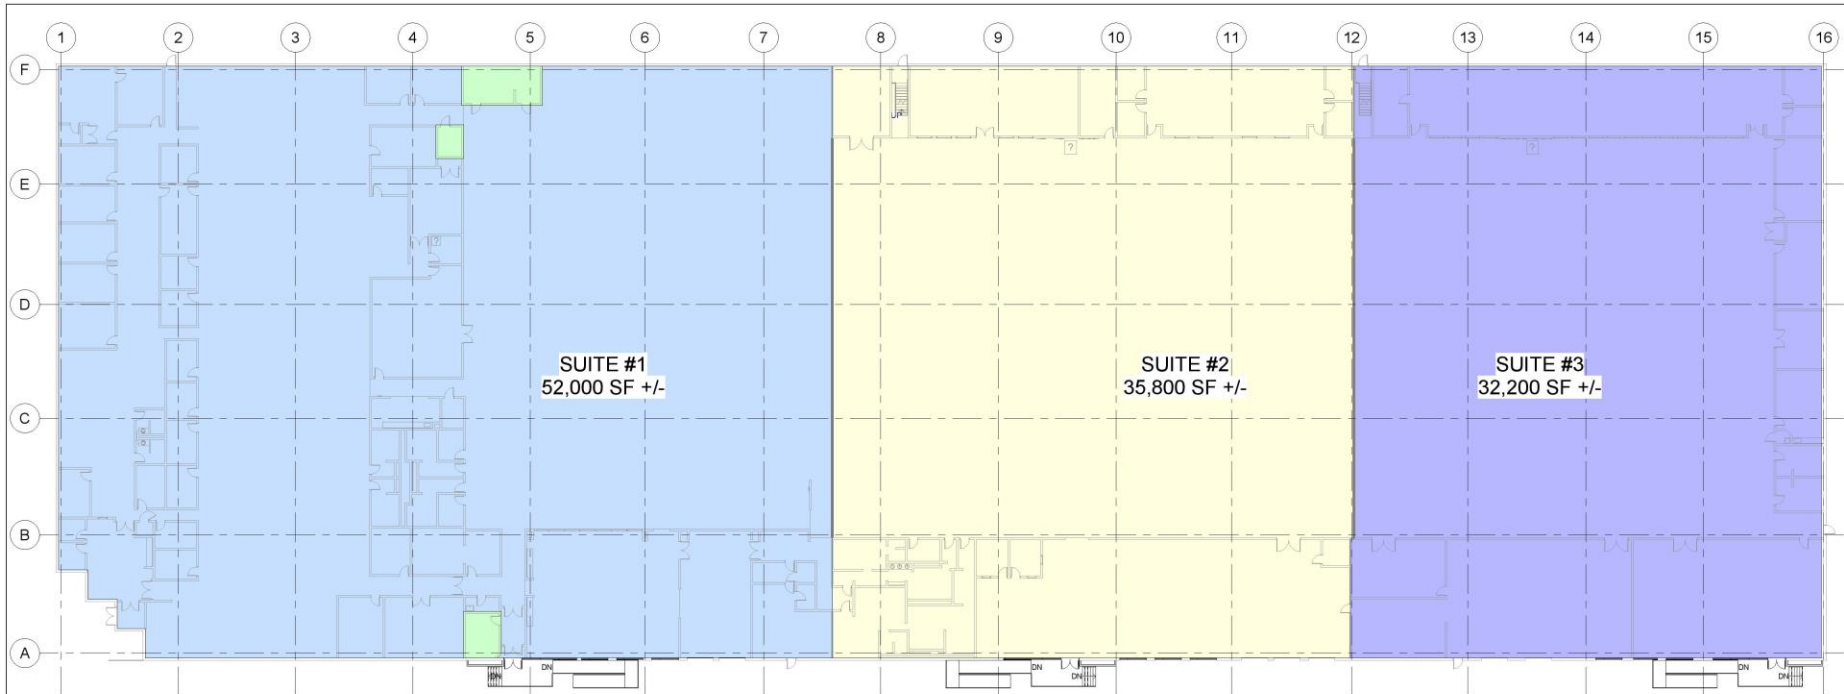 1 2 3 4 5 6 7 8 9 10 11 12 13 14 15 16
F
UP
? ?
E
?
D
SUITE #1 SUITE #2 SUITE #3
52,000 SF +/- 35,800 SF +/- 32,200 SF +/-
C
B
A
DN DN DN
DN DN DN